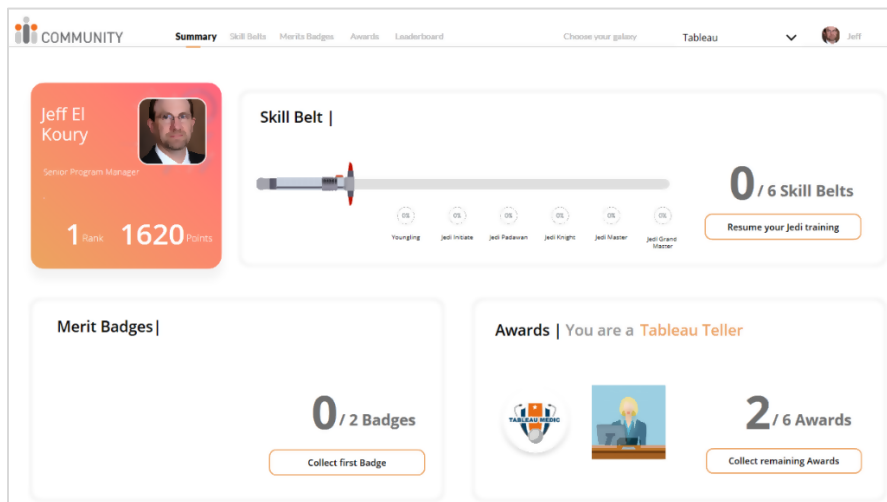 COMMUNITY
Summary Skill Belts Merits Badges Awards Leaderboard Choose your galaxy Tableau Jeff
Jeff El
Koury
Senior Program Manager
1 Rank 1620 Points
Skill Belt |
0% 0% 0% 0% 0% 0%
Youngling Jedi Initiate Jedi Padawan Jedi Knight Jedi Master Jedi Grand
Master
0 / 6 Skill Belts
Resume your Jedi training
Merit Badges|
0 / 2 Badges
Collect first Badge
Awards | You are a Tableau Teller
TABLEAU MEDIC
2 / 6 Awards
Collect remaining Awards